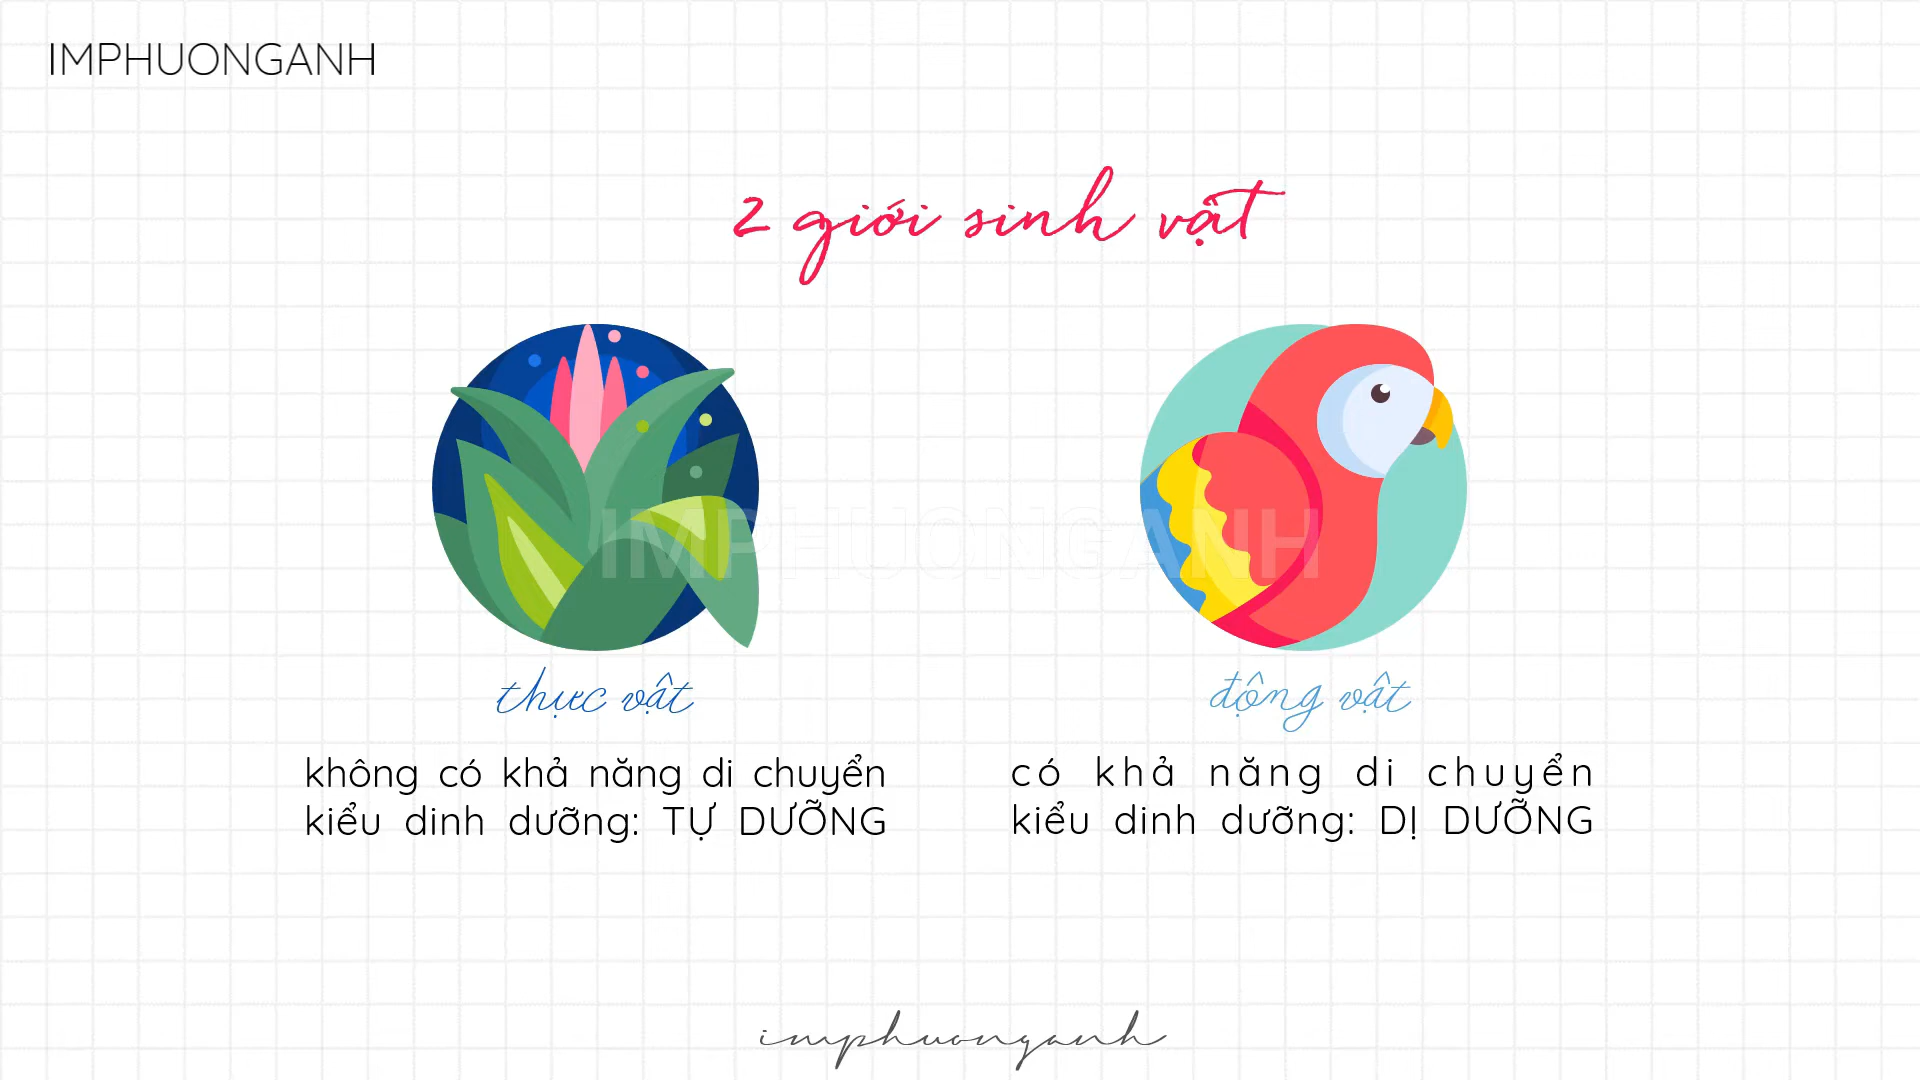 IMPHUONGANH
2 giới sinh vật
IMPHUONGANH
thực vật
không có khả năng di chuyển
kiểu dinh dưỡng: TỰ DƯỠNG
động vật
có khả năng di chuyển
kiểu dinh dưỡng: DỊ DƯỠNG
imphuonganh